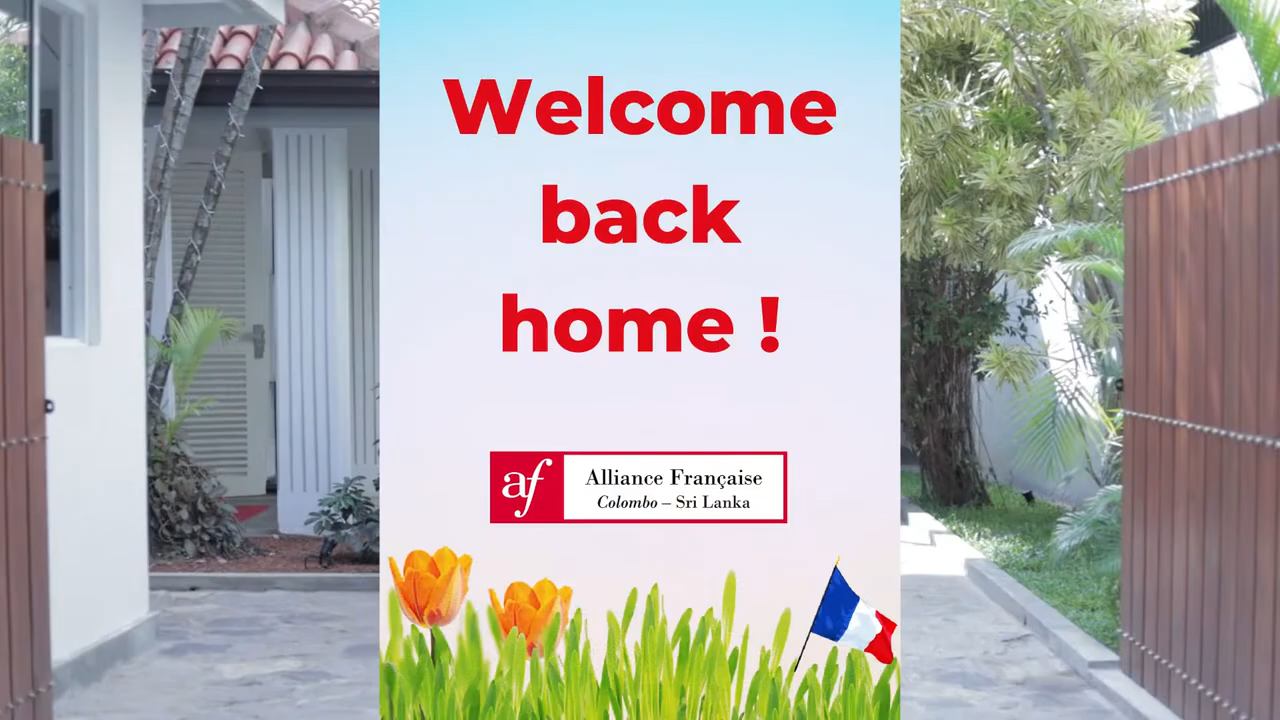 Welcome
back
home !
af
Alliance Française
Colombo – Sri Lanka